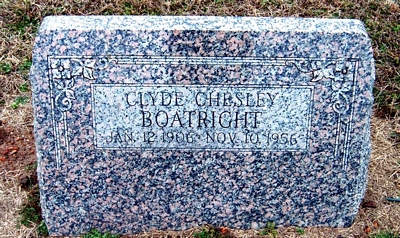 CLYDE CHESLEY
BOATRIGHT
JAN. 12, 1906 - NOV. 10, 1956